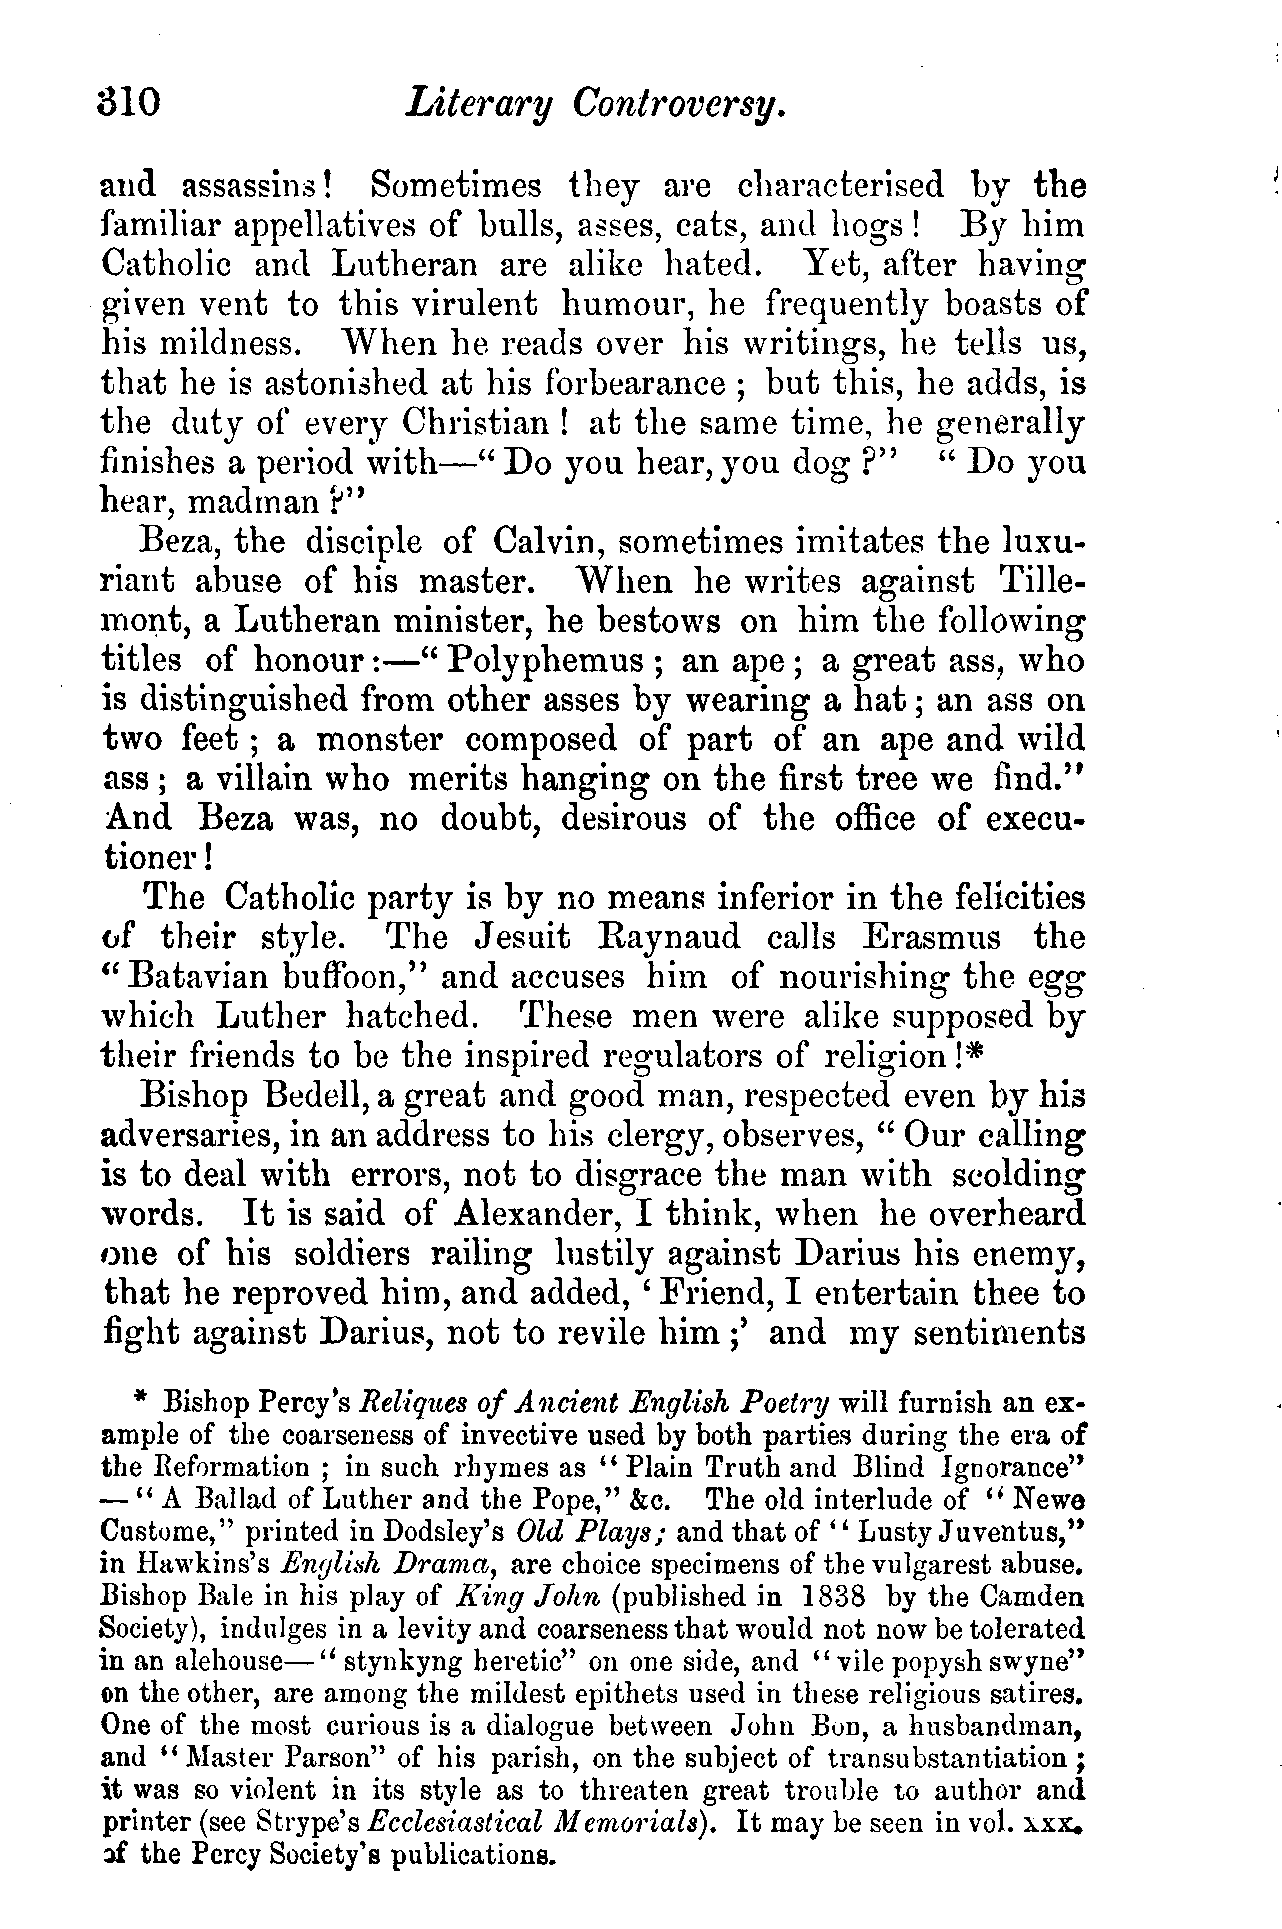 310 Literary Controversy.
and assassins! Sometimes they are characterised by the
familiar appellatives of bulls, asses, cats, and hogs! By him
Catholic and Lutheran are alike hated. Yet, after having
given vent to this virulent humour, he frequently boasts of
his mildness. When he reads over his writings, he tells us,
that he is astonished at his forbearance; but this, he adds, is
the duty of every Christian! at the same time, he generally
finishes a period with—"Do you hear, you dog?" "Do you
hear, madman?"
Beza, the disciple of Calvin, sometimes imitates the luxu-
riant abuse of his master. When he writes against Tille-
mont, a Lutheran minister, he bestows on him the following
titles of honour:—"Polyphemus; an ape; a great ass, who
is distinguished from other asses by wearing a hat; an ass on
two feet; a monster composed of part of an ape and wild
ass; a villain who merits hanging on the first tree we find."
And Beza was, no doubt, desirous of the office of execu-
tioner!
The Catholic party is by no means inferior in the felicities
of their style. The Jesuit Raynaud calls Erasmus the
"Batavian buffoon," and accuses him of nourishing the egg
which Luther hatched. These men were alike supposed by
their friends to be the inspired regulators of religion!*
Bishop Bedell, a great and good man, respected even by his
adversaries, in an address to his clergy, observes, "Our calling
is to deal with errors, not to disgrace the man with scolding
words. It is said of Alexander, I think, when he overheard
one of his soldiers railing lustily against Darius his enemy,
that he reproved him, and added, 'Friend, I entertain thee to
fight against Darius, not to revile him;' and my sentiments
* Bishop Percy's Reliques of Ancient English Poetry will furnish an ex-
ample of the coarseness of invective used by both parties during the era of
the Reformation; in such rhymes as "Plain Truth and Blind Ignorance"
—"A Ballad of Luther and the Pope," &c. The old interlude of "Newe
Custome," printed in Dodsley's Old Plays; and that of "Lusty Juventus,"
in Hawkins's English Drama, are choice specimens of the vulgarest abuse.
Bishop Bale in his play of King John (published in 1838 by the Camden
Society), indulges in a levity and coarseness that would not now be tolerated
in an alehouse—"stynkyng heretic" on one side, and "vile popysh swyne"
on the other, are among the mildest epithets used in these religious satires.
One of the most curious is a dialogue between John Bon, a husbandman,
and "Master Parson" of his parish, on the subject of transubstantiation;
it was so violent in its style as to threaten great trouble to author and
printer (see Strype's Ecclesiastical Memorials). It may be seen in vol. xxx.
of the Percy Society's publications.